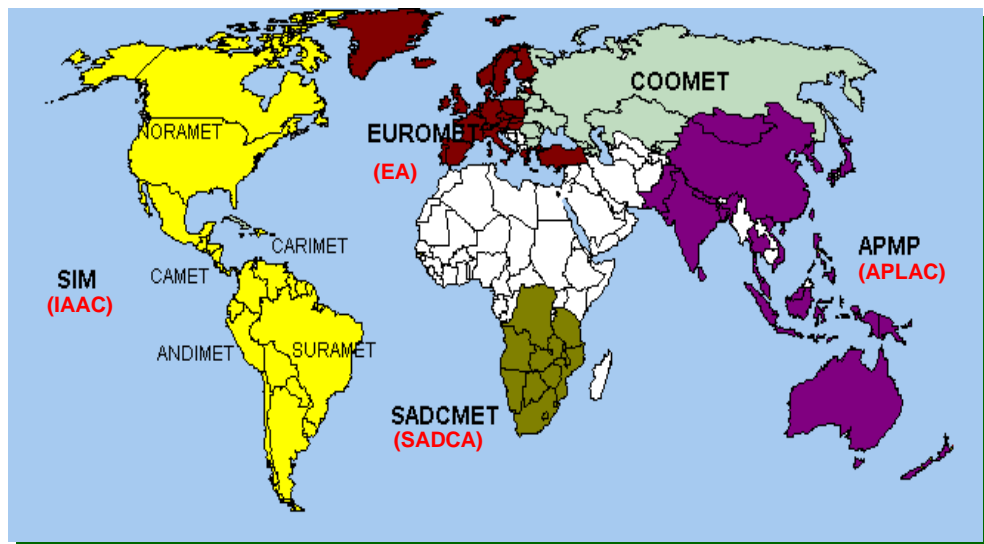 COOMET
NORAMET
EUROMET
(EA)
CARIMET
APMP
(APLAC)
CAMET
SIM
(IAAC)
ANDIMET
SURAMET
SADCMET
(SADCA)